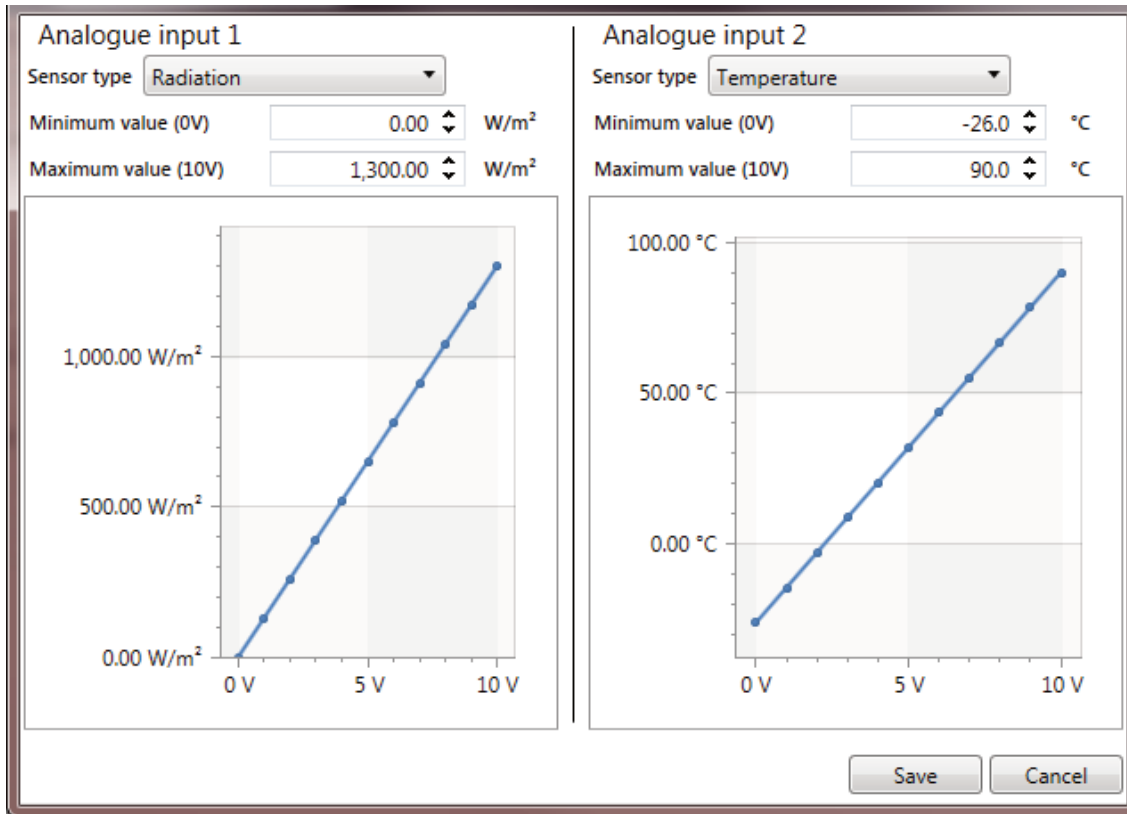 Analogue input 1
Sensor type Radiation
Minimum value (0V) 0.00 W/m²
Maximum value (10V) 1,300.00 W/m²
1,000.00 W/m²
500.00 W/m²
0.00 W/m²
0 V 5 V 10 V
Analogue input 2
Sensor type Temperature
Minimum value (0V) -26.0 °C
Maximum value (10V) 90.0 °C
100.00 °C
50.00 °C
0.00 °C
0 V 5 V 10 V
Save Cancel